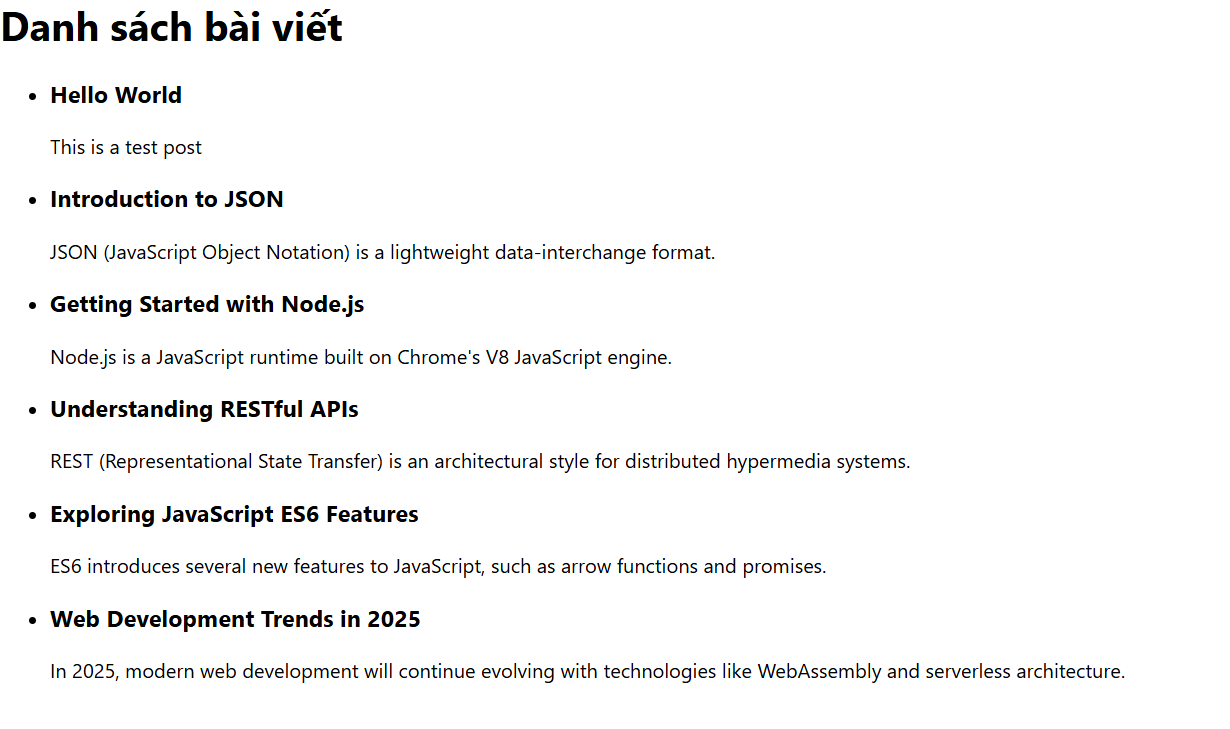 Danh sách bài viết
Hello World
This is a test post
Introduction to JSON
JSON (JavaScript Object Notation) is a lightweight data-interchange format.
Getting Started with Node.js
Node.js is a JavaScript runtime built on Chrome's V8 JavaScript engine.
Understanding RESTful APIs
REST (Representational State Transfer) is an architectural style for distributed hypermedia systems.
Exploring JavaScript ES6 Features
ES6 introduces several new features to JavaScript, such as arrow functions and promises.
Web Development Trends in 2025
In 2025, modern web development will continue evolving with technologies like WebAssembly and serverless architecture.